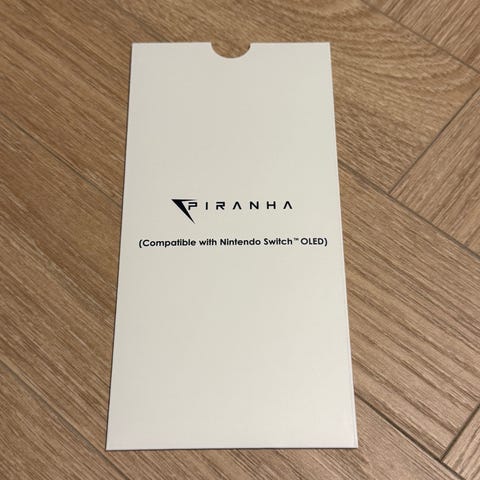 PIRANHA
(Compatible with Nintendo Switch™ OLED)